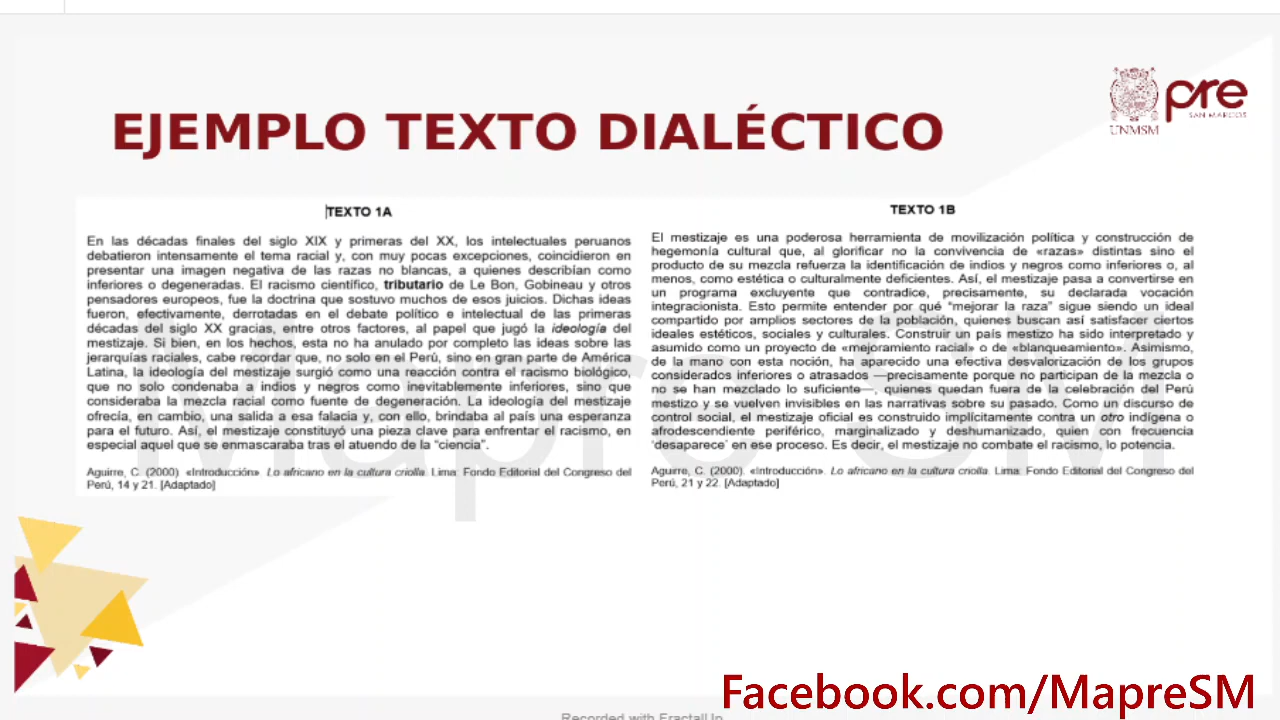 EJEMPLO TEXTO DIALÉCTICO
UNMSM
pre
SAN MARCOS
TEXTO 1A
En las décadas finales del siglo XIX y primeras del XX, los intelectuales peruanos
debatieron intensamente el tema racial y, con muy pocas excepciones, coincidieron en
presentar una imagen negativa de las razas no blancas, a quienes describían como
inferiores o degeneradas. El racismo científico, tributario de Le Bon, Gobineau y otros
pensadores europeos, fue la doctrina que sostuvo muchos de esos juicios. Dichas ideas
fueron, efectivamente, derrotadas en el debate político e intelectual de las primeras
décadas del siglo XX gracias, entre otros factores, al papel que jugó la ideología del
mestizaje. Si bien, en los hechos, esta no ha anulado por completo las ideas sobre las
jerarquías raciales, cabe recordar que, no solo en el Perú, sino en gran parte de América
Latina, la ideología del mestizaje surgió como una reacción contra el racismo biológico,
que no solo condenaba a indios y negros como inevitablemente inferiores, sino que
consideraba la mezcla racial como fuente de degeneración. La ideología del mestizaje
ofrecía, en cambio, una salida a esa falacia y, con ello, brindaba al país una esperanza
para el futuro. Así, el mestizaje constituyó una pieza clave para enfrentar el racismo, en
especial aquel que se enmascaraba tras el atuendo de la “ciencia”.
Aguirre, C. (2000) «Introducción». Lo africano en la cultura criolla. Lima: Fondo Editorial del Congreso del
Perú, 14 y 21. [Adaptado]
TEXTO 1B
El mestizaje es una poderosa herramienta de movilización política y construcción de
hegemonía cultural que, al glorificar no la convivencia de «razas» distintas sino el
producto de su mezcla refuerza la identificación de indios y negros como inferiores o, al
menos, como estética o culturalmente deficientes. Así, el mestizaje pasa a convertirse en
un programa excluyente que contradice, precisamente, su declarada vocación
integracionista. Esto permite entender por qué “mejorar la raza” sigue siendo un ideal
compartido por amplios sectores de la población, quienes buscan así satisfacer ciertos
ideales estéticos, sociales y culturales. Construir un país mestizo ha sido interpretado y
asumido como un proyecto de «mejoramiento racial» o de «blanqueamiento». Asimismo,
de la mano con esta noción, ha aparecido una efectiva desvalorización de los grupos
considerados inferiores o atrasados —precisamente porque no participan de la mezcla o
no se han mezclado lo suficiente—, quienes quedan fuera de la celebración del Perú
mestizo y se vuelven invisibles en las narrativas sobre su pasado. Como un discurso de
control social, el mestizaje oficial es construido implícitamente contra un otro indígena o
afrodescendiente periférico, marginalizado y deshumanizado, quien con frecuencia
‘desaparece’ en ese proceso. Es decir, el mestizaje no combate el racismo, lo potencia.
Aguirre, C. (2000). «Introducción». Lo africano en la cultura criolla. Lima: Fondo Editorial del Congreso del
Perú, 21 y 22. [Adaptado]
Mapre SM
Facebook.com/MapreSM
Recorded with FractalUp